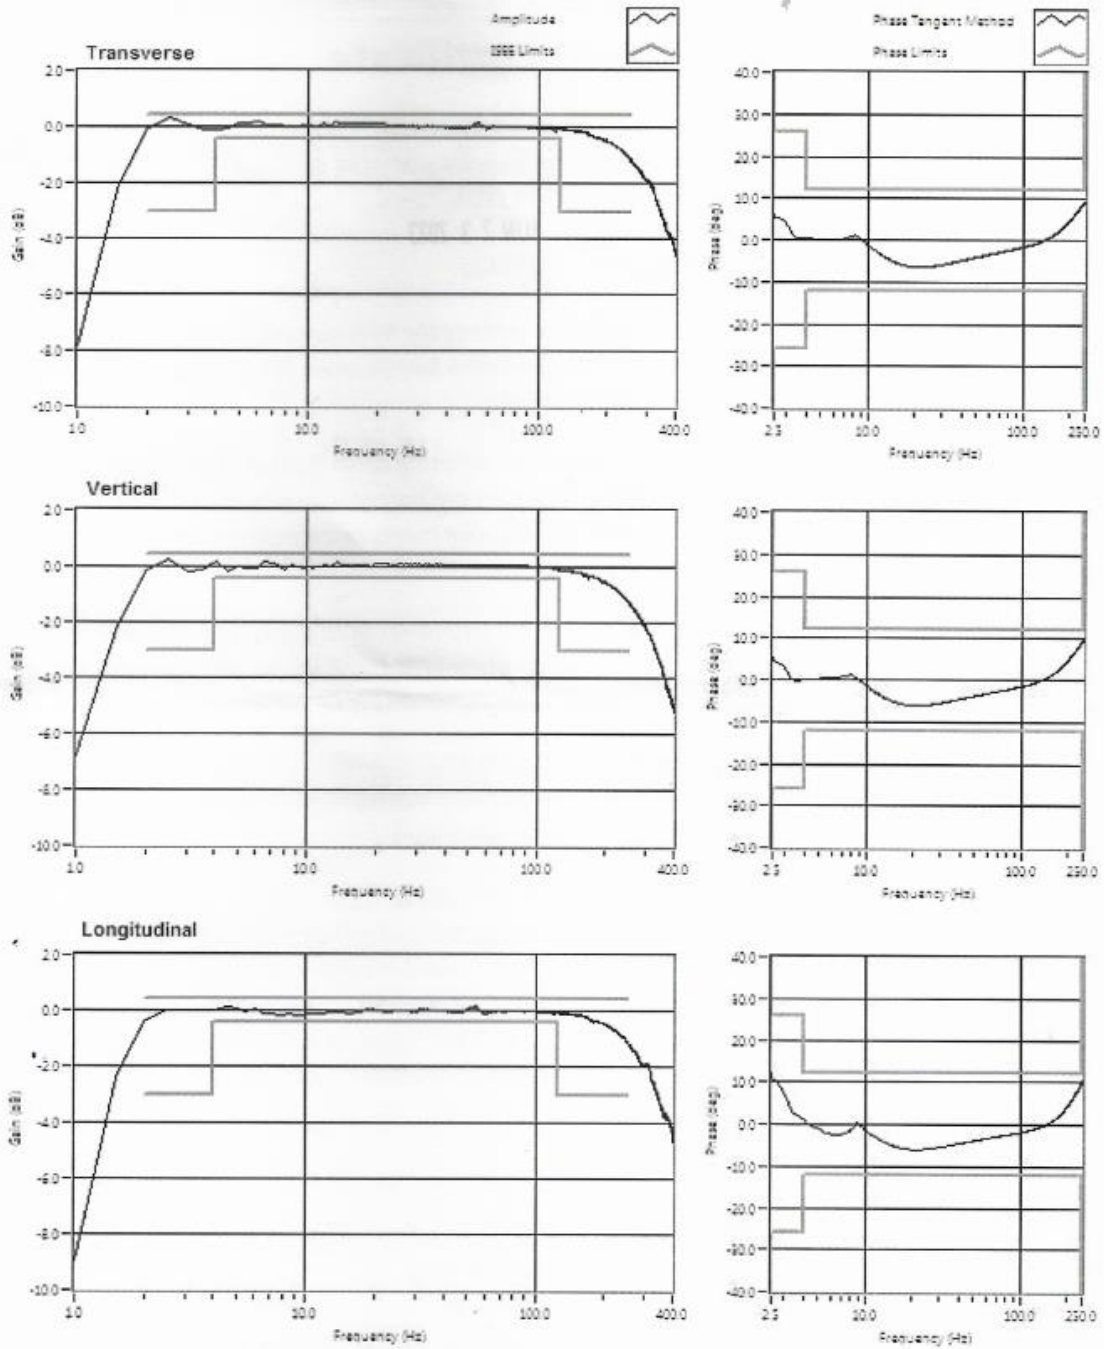 Amplitude
ISEE Limits
Phase Tangent Method
Phase Limits
Transverse
2.0
0.0
-2.0
-4.0
-6.0
-8.0
-10.0
Gain (dB)
1.0 10.0 100.0 400.0
Frequency (Hz)
40.0
30.0
20.0
10.0
0.0
-10.0
-20.0
-30.0
-40.0
Phase (deg)
2.5 10.0 100.0 250.0
Frequency (Hz)
Vertical
2.0
0.0
-2.0
-4.0
-6.0
-8.0
-10.0
Gain (dB)
1.0 10.0 100.0 400.0
Frequency (Hz)
40.0
30.0
20.0
10.0
0.0
-10.0
-20.0
-30.0
-40.0
Phase (deg)
2.5 10.0 100.0 250.0
Frequency (Hz)
Longitudinal
2.0
0.0
-2.0
-4.0
-6.0
-8.0
-10.0
Gain (dB)
1.0 10.0 100.0 400.0
Frequency (Hz)
40.0
30.0
20.0
10.0
0.0
-10.0
-20.0
-30.0
-40.0
Phase (deg)
2.5 10.0 100.0 250.0
Frequency (Hz)